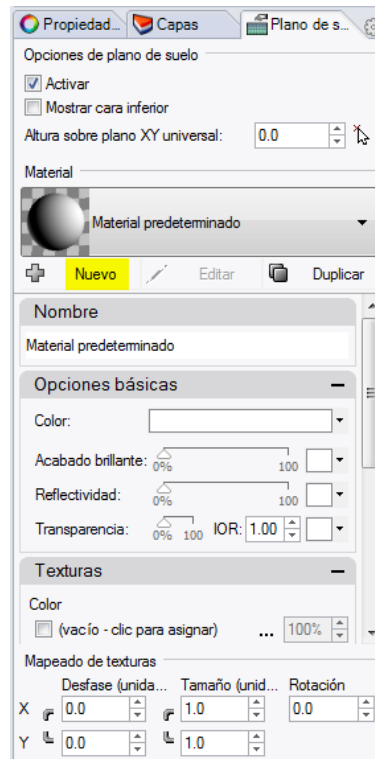 Propiedad... Capas Plano de s...
Opciones de plano de suelo
Activar
Mostrar cara inferior
Altura sobre plano XY universal: 0.0
Material
Material predeterminado
Nuevo Editar Duplicar
Nombre
Material predeterminado
Opciones básicas
Color:
Acabado brillante: 0% 100
Reflectividad: 0% 100
Transparencia: 0% 100 IOR: 1.00
Texturas
Color
(vacío - clic para asignar) ... 100%
Mapeado de texturas
Desfase (unida... Tamaño (unid... Rotación
X 0.0 1.0 0.0
Y 0.0 1.0